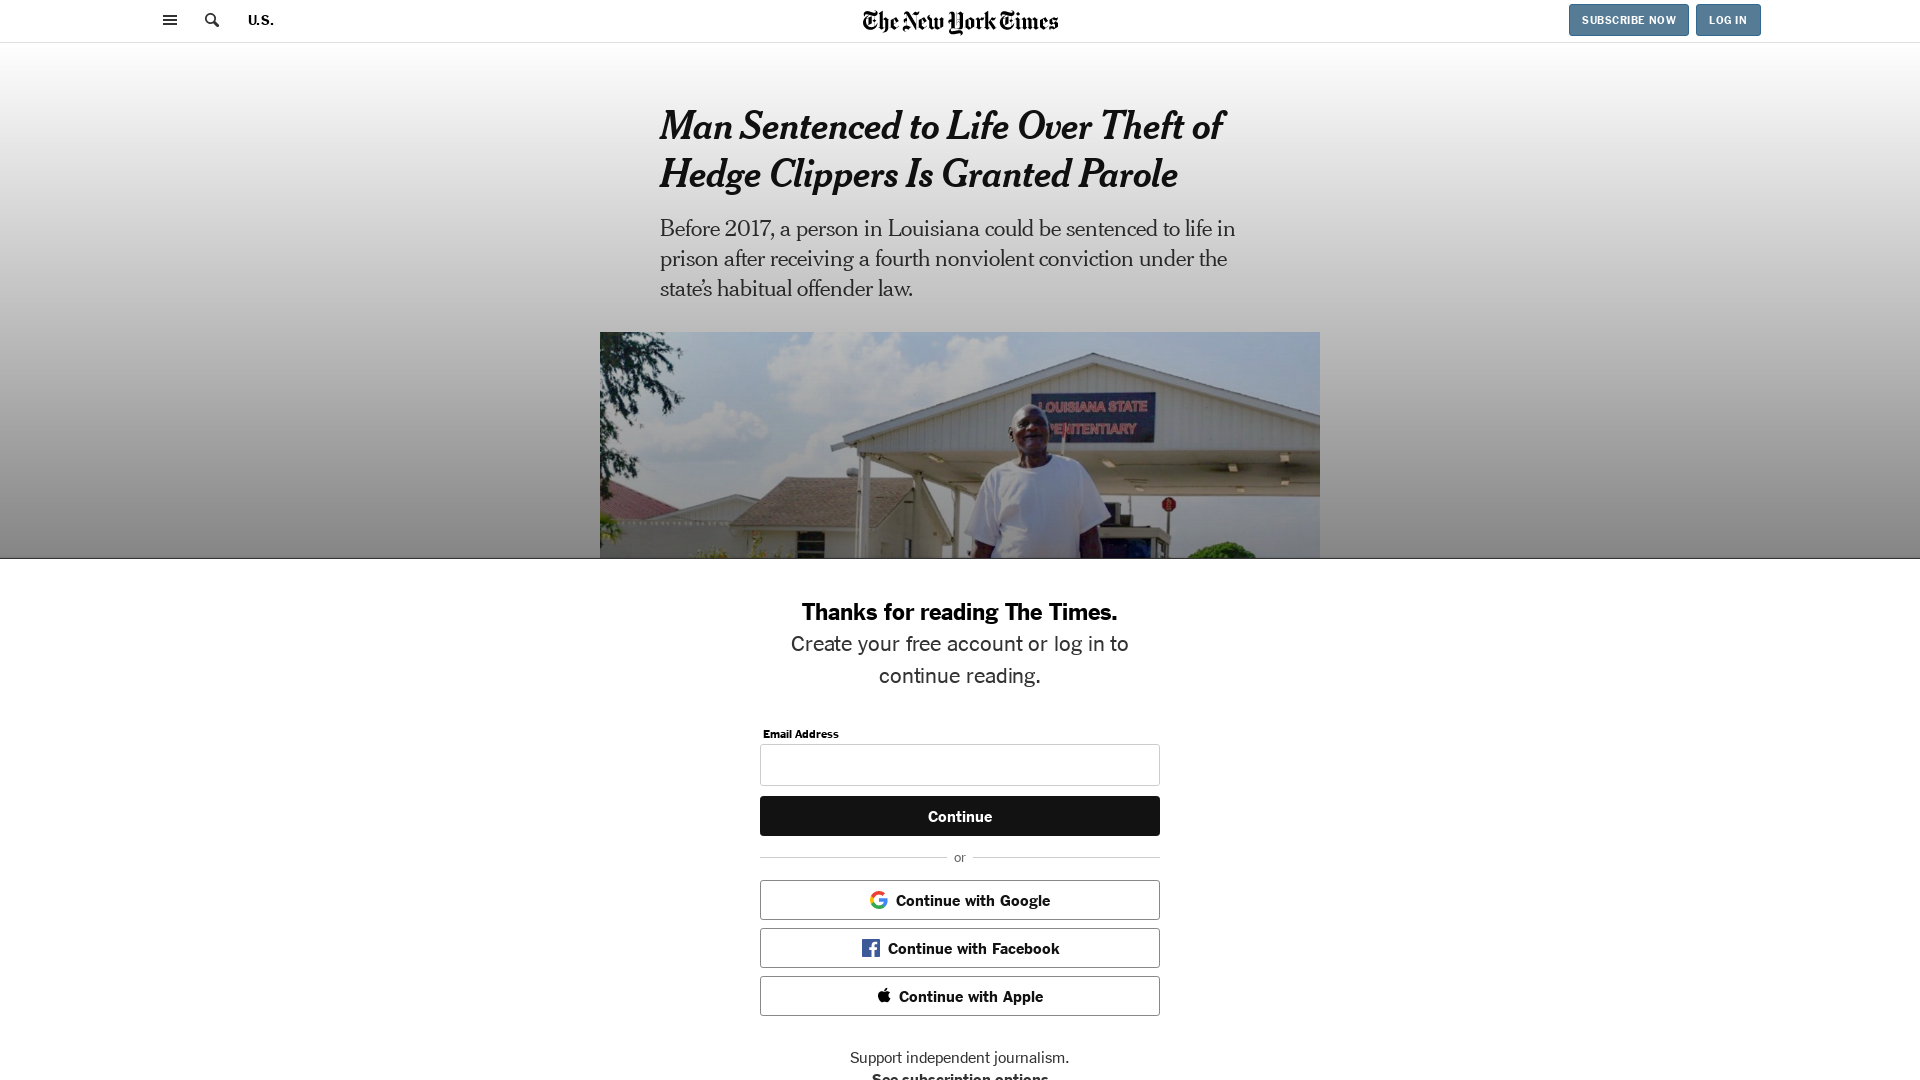 U.S.
The New York Times
SUBSCRIBE NOW
LOG IN
Man Sentenced to Life Over Theft of
Hedge Clippers Is Granted Parole
Before 2017, a person in Louisiana could be sentenced to life in
prison after receiving a fourth nonviolent conviction under the
state’s habitual offender law.
LOUISIANA STATE
PENITENTIARY
Thanks for reading The Times.
Create your free account or log in to
continue reading.
Email Address
Continue
or
Continue with Google
Continue with Facebook
Continue with Apple
Support independent journalism.
See subscription options